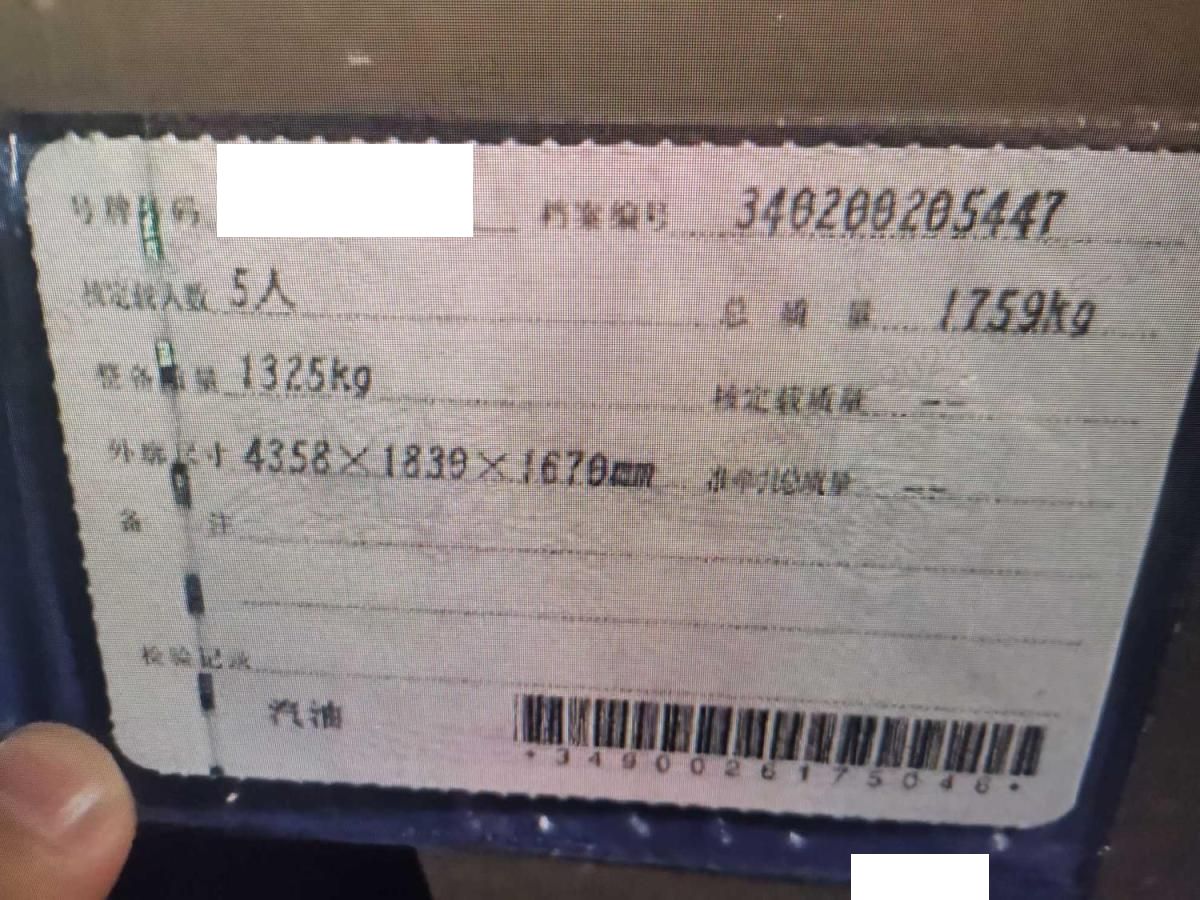 号牌号码 档案编号 340200205447
核定载人数 5人 总质量 1759kg
整备质量 1325kg 核定载质量 --
外廓尺寸 4358×1839×1670mm 准牵引总质量 --
备注
检验记录
汽油
*3490026175046*